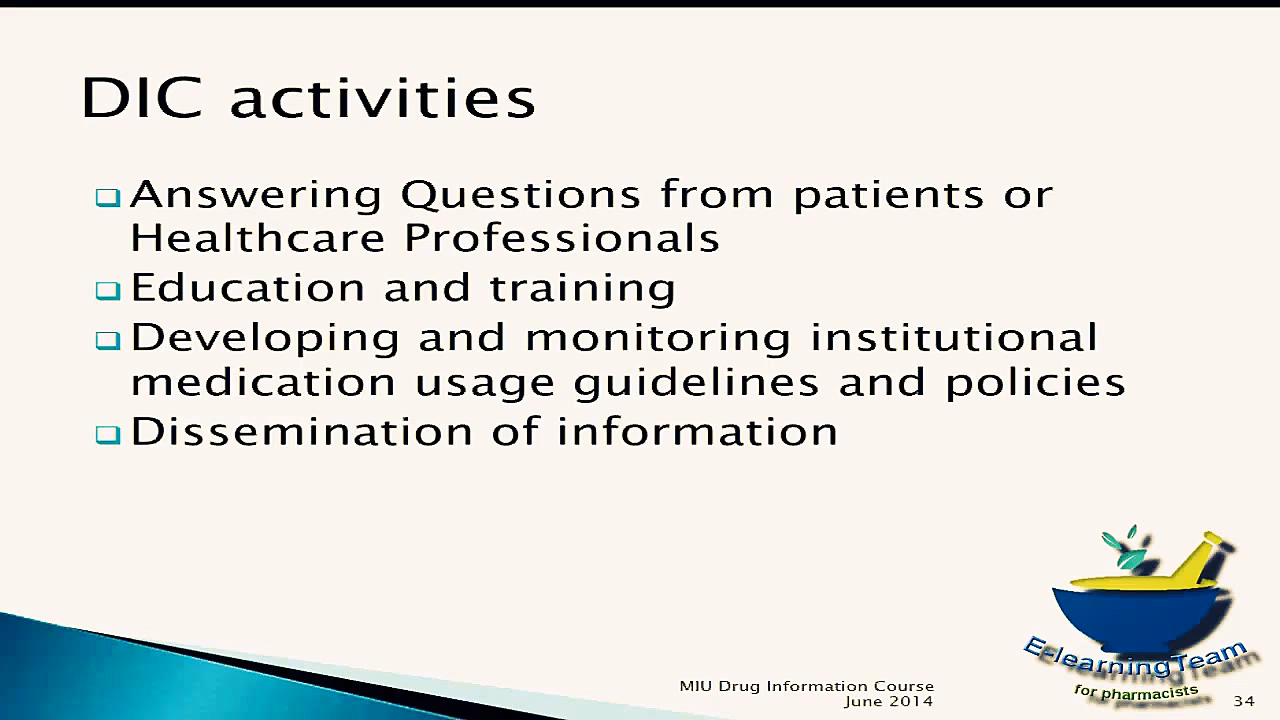 DIC activities
Answering Questions from patients or
Healthcare Professionals
Education and training
Developing and monitoring institutional
medication usage guidelines and policies
Dissemination of information
E-learningTeam
for pharmacists
MIU Drug Information Course
June 2014
34